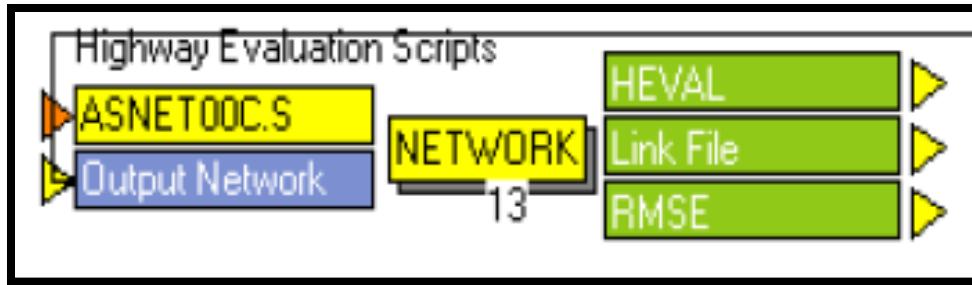 Highway Evaluation Scripts
ASNET00C.S
Output Network
NETWORK
13
HEVAL
Link File
RMSE